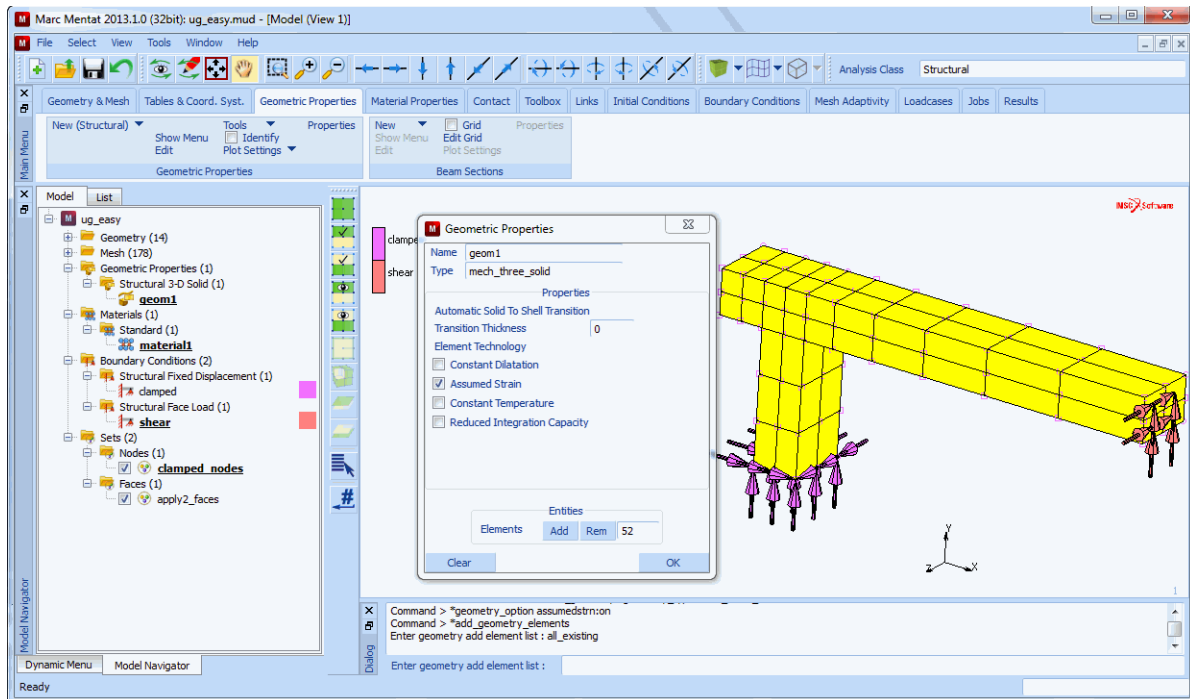 Marc Mentat 2013.1.0 (32bit): ug_easy.mud - [Model (View 1)]
File Select View Tools Window Help
Analysis Class Structural
Geometry & Mesh Tables & Coord. Syst. Geometric Properties Material Properties Contact Toolbox Links Initial Conditions Boundary Conditions Mesh Adaptivity Loadcases Jobs Results
Main Menu
New (Structural) Tools Properties
Show Menu Identify
Edit Plot Settings
Geometric Properties
New Grid Properties
Show Menu Edit Grid
Edit Plot Settings
Beam Sections
Model List
ug_easy
Geometry (14)
Mesh (178)
Geometric Properties (1)
Structural 3-D Solid (1)
geom1
Materials (1)
Standard (1)
material1
Boundary Conditions (2)
Structural Fixed Displacement (1)
clamped
Structural Face Load (1)
shear
Sets (2)
Nodes (1)
clamped_nodes
Faces (1)
apply2_faces
Model Navigator
Dynamic Menu Model Navigator
clampe
shear
Geometric Properties
Name geom1
Type mech_three_solid
Properties
Automatic Solid To Shell Transition
Transition Thickness 0
Element Technology
Constant Dilatation
Assumed Strain
Constant Temperature
Reduced Integration Capacity
Entities
Elements Add Rem 52
Clear OK
MSC Software
Y
Z X
1
Dialog
Command > *geometry_option assumedstrn:on
Command > *add_geometry_elements
Enter geometry add element list : all_existing
Enter geometry add element list :
Ready